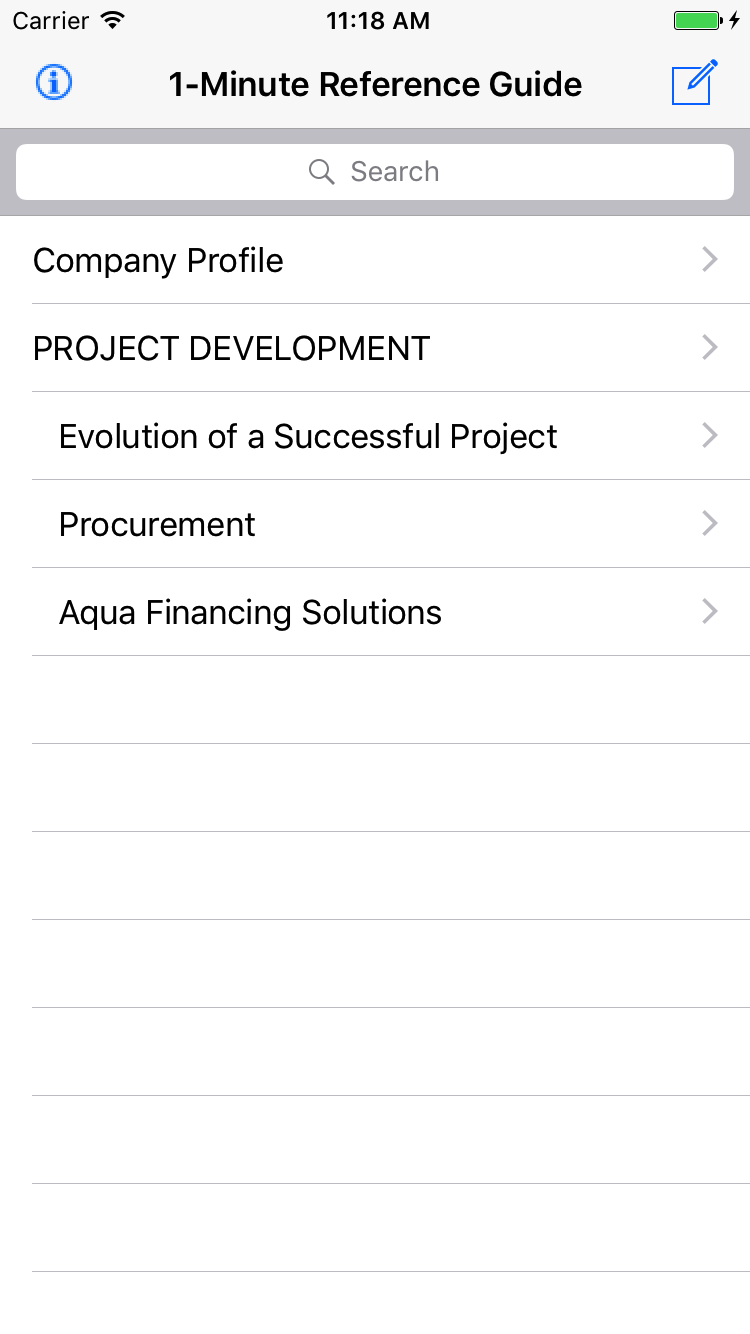 Carrier 11:18 AM
1-Minute Reference Guide
Search
Company Profile
PROJECT DEVELOPMENT
Evolution of a Successful Project
Procurement
Aqua Financing Solutions